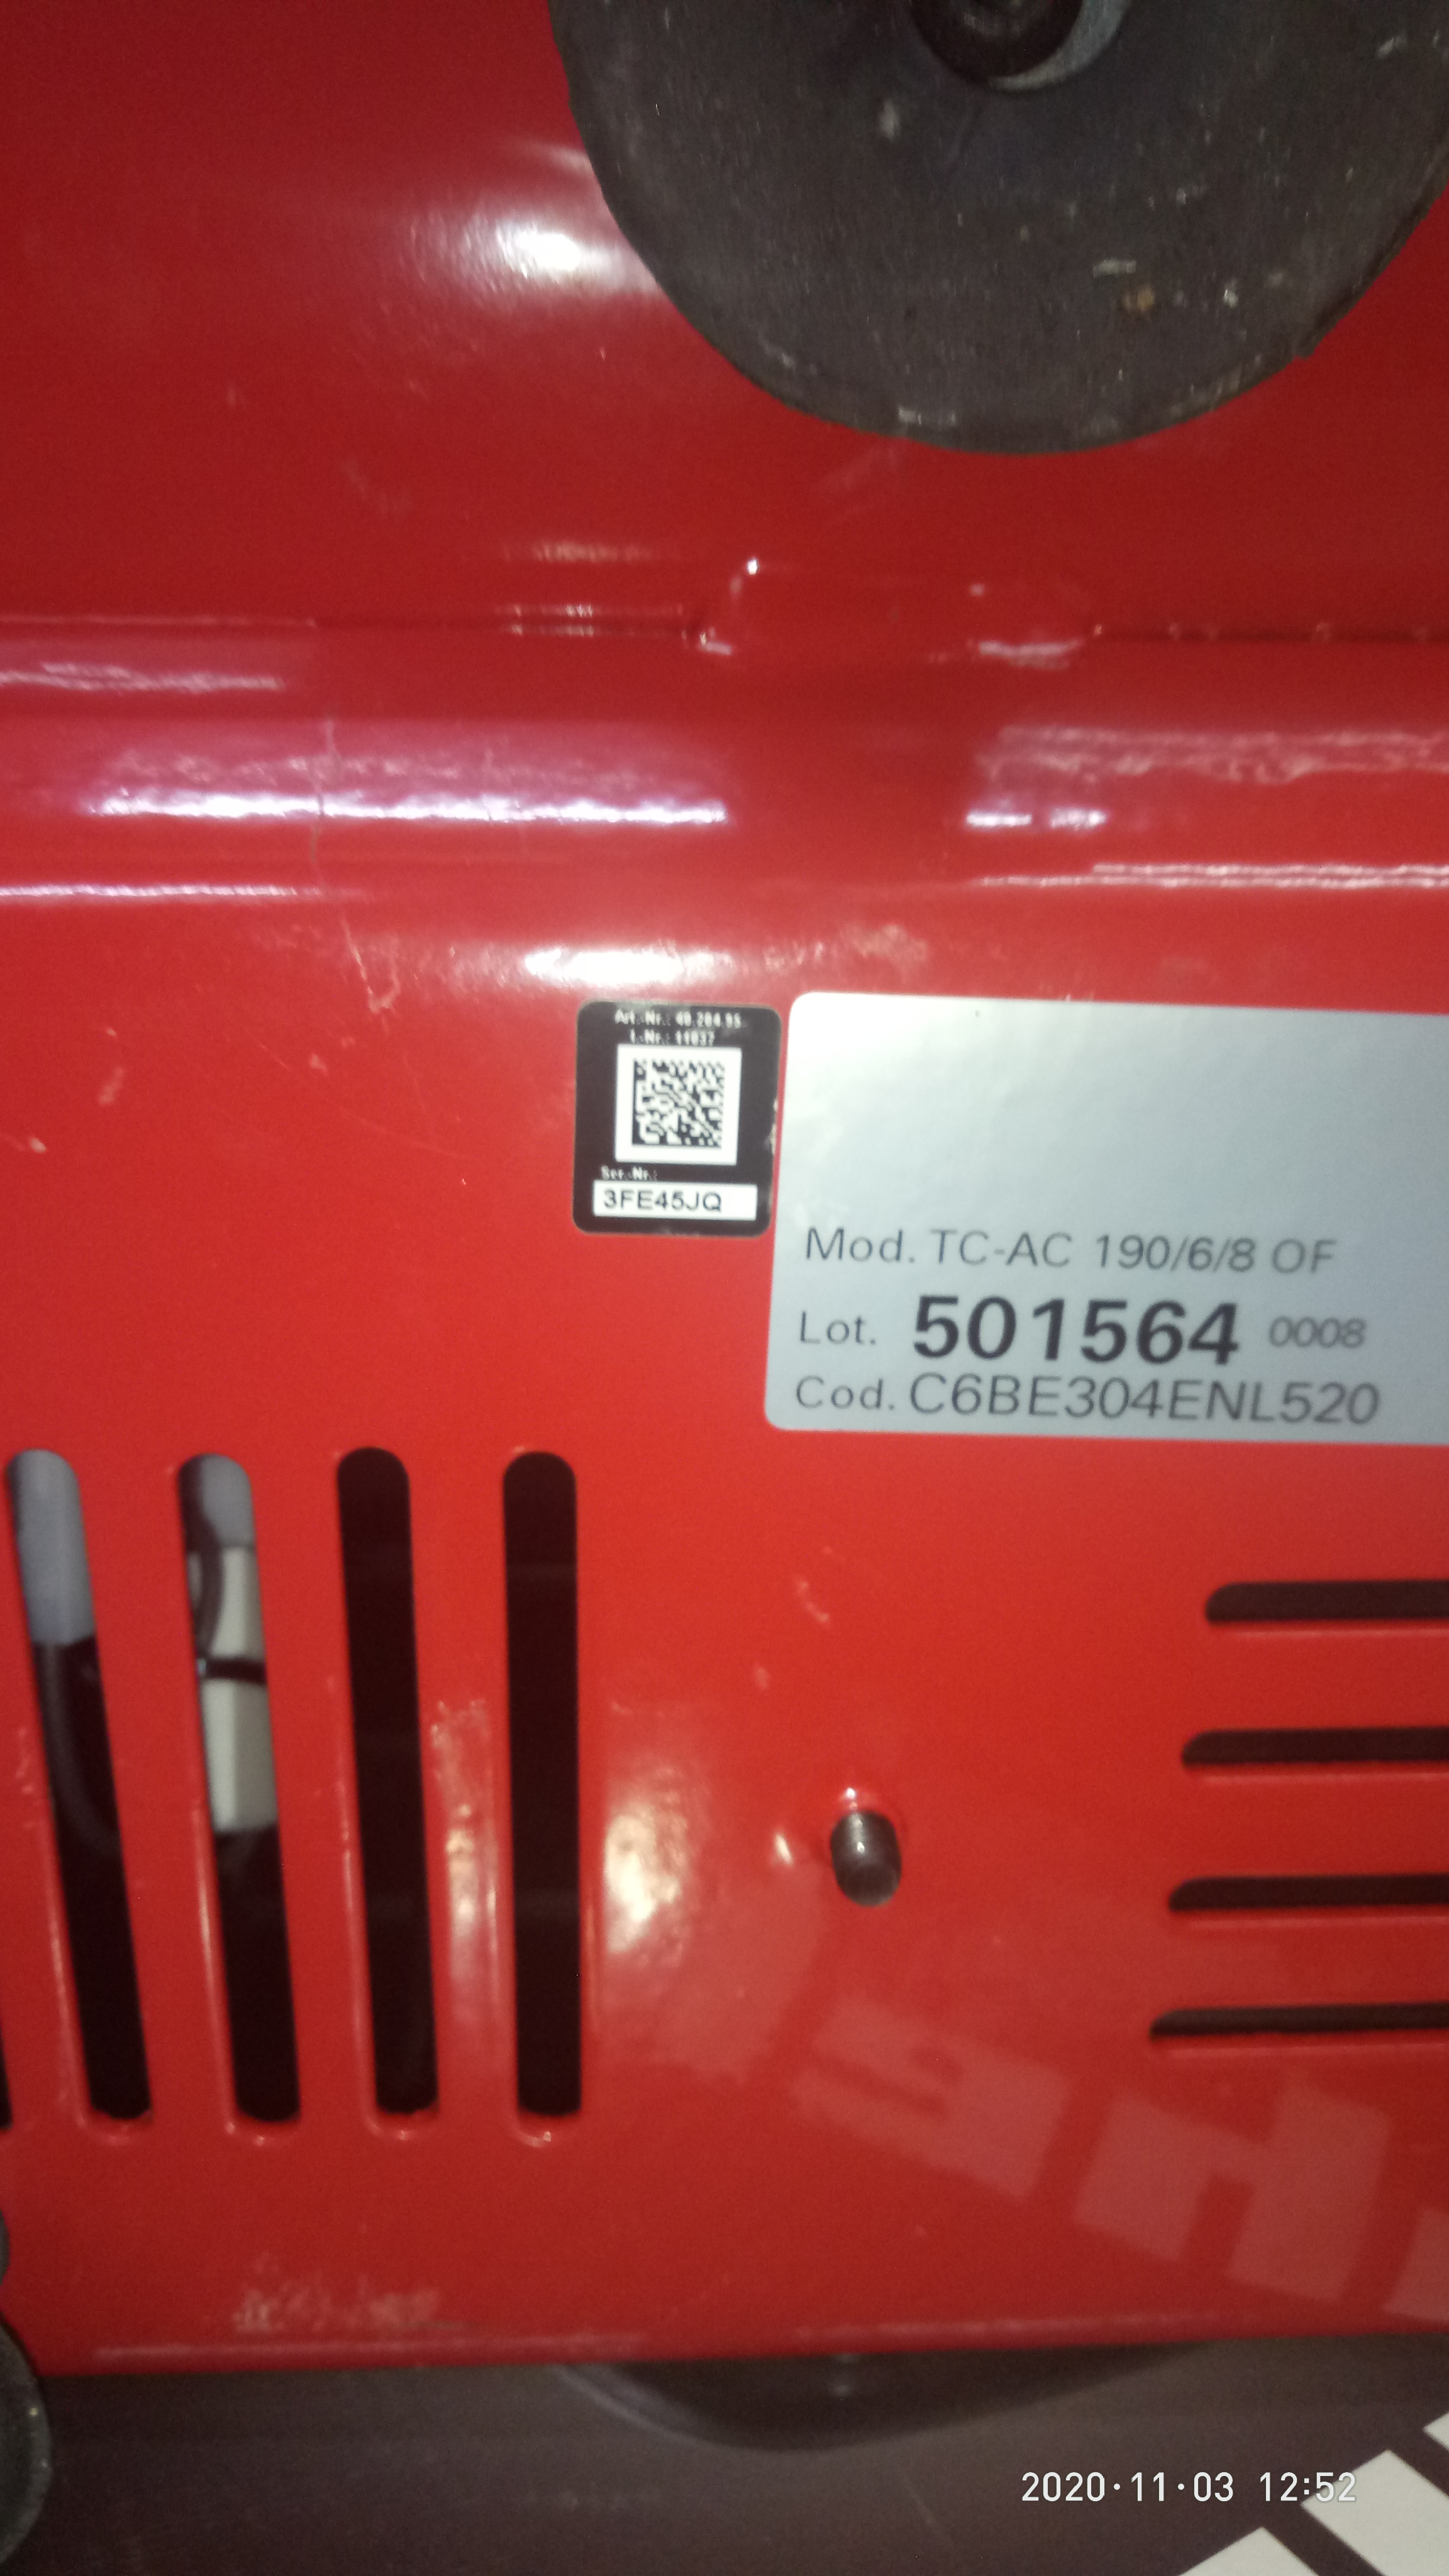 Art.-Nr.: 40.204.95
I.-Nr.: 11037
Ser.-Nr.:
3FE45JQ
Mod. TC-AC 190/6/8 OF
Lot. 501564 0008
Cod. C6BE304ENL520
2020·11·03 12:52